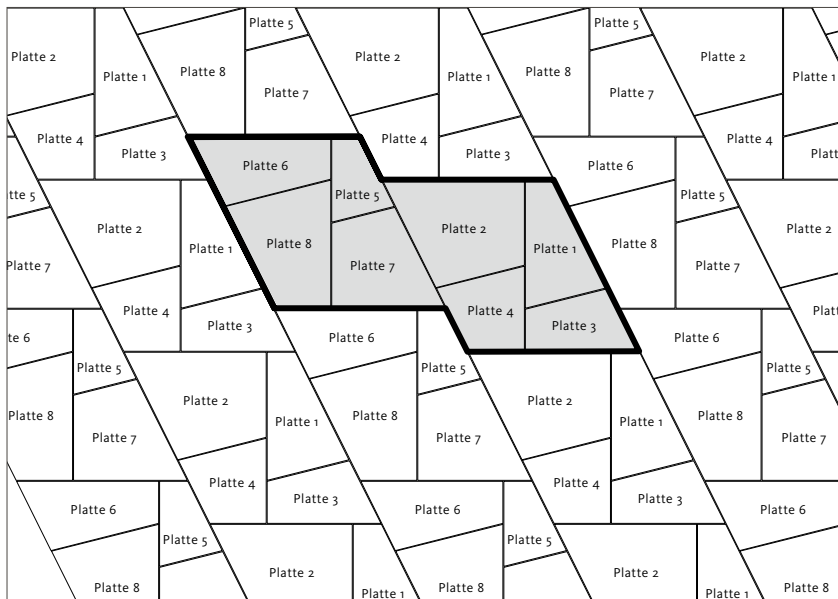 Platte 5 Platte 5
Platte 2 Platte 2 Platte 2
Platte 1 Platte 8 Platte 1 Platte 8 Platte 1
Platte 7 Platte 7
Platte 4 Platte 4 Platte 4
Platte 3 Platte 3 Platt
Platte 6 Platte 6
tte 5 Platte 5 Platte 5
Platte 2 Platte 2 Platte 2
Platte 1 Platte 8 Platte 1 Platte 8
Platte 7 Platte 7 Platte 7
Platte 4 Platte 4 Platt
Platte 3 Platte 3
te 6 Platte 6 Platte 6
Platte 5 Platte 5 Platte 5
Platte 2 Platte 2
Platte 8 Platte 1 Platte 8 Platte 1 Platte 8
Platte 7 Platte 7 Platte 7
Platte 4 Platte 4
Platte 3 Platte 3
Platte 6 Platte 6 Platte 6
Platte 5 Platte 5
Platte 2 Platte 2
Platte 8 Platte 1 Platte 8 Platte 1 Platte 8